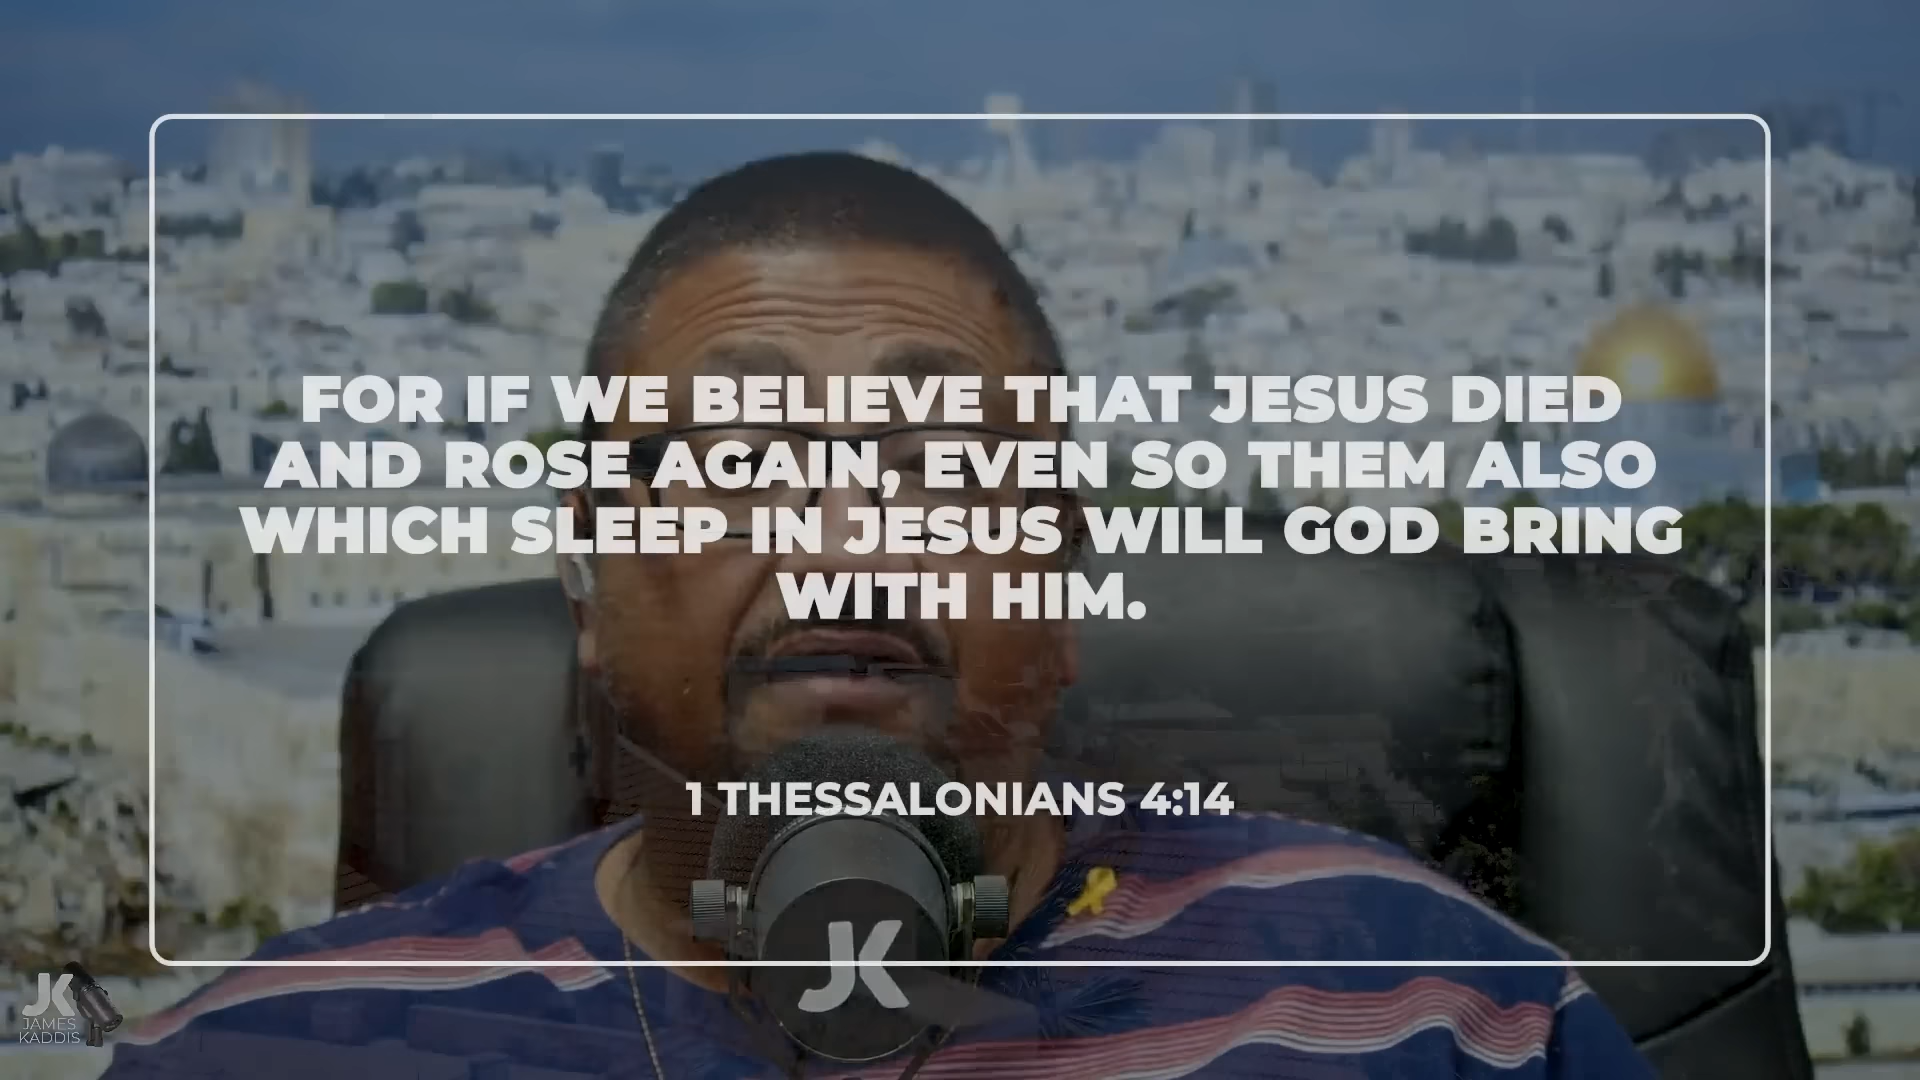 FOR IF WE BELIEVE THAT JESUS DIED
AND ROSE AGAIN, EVEN SO THEM ALSO
WHICH SLEEP IN JESUS WILL GOD BRING
WITH HIM.
1 THESSALONIANS 4:14
JK
JK
JAMES
KADDIS